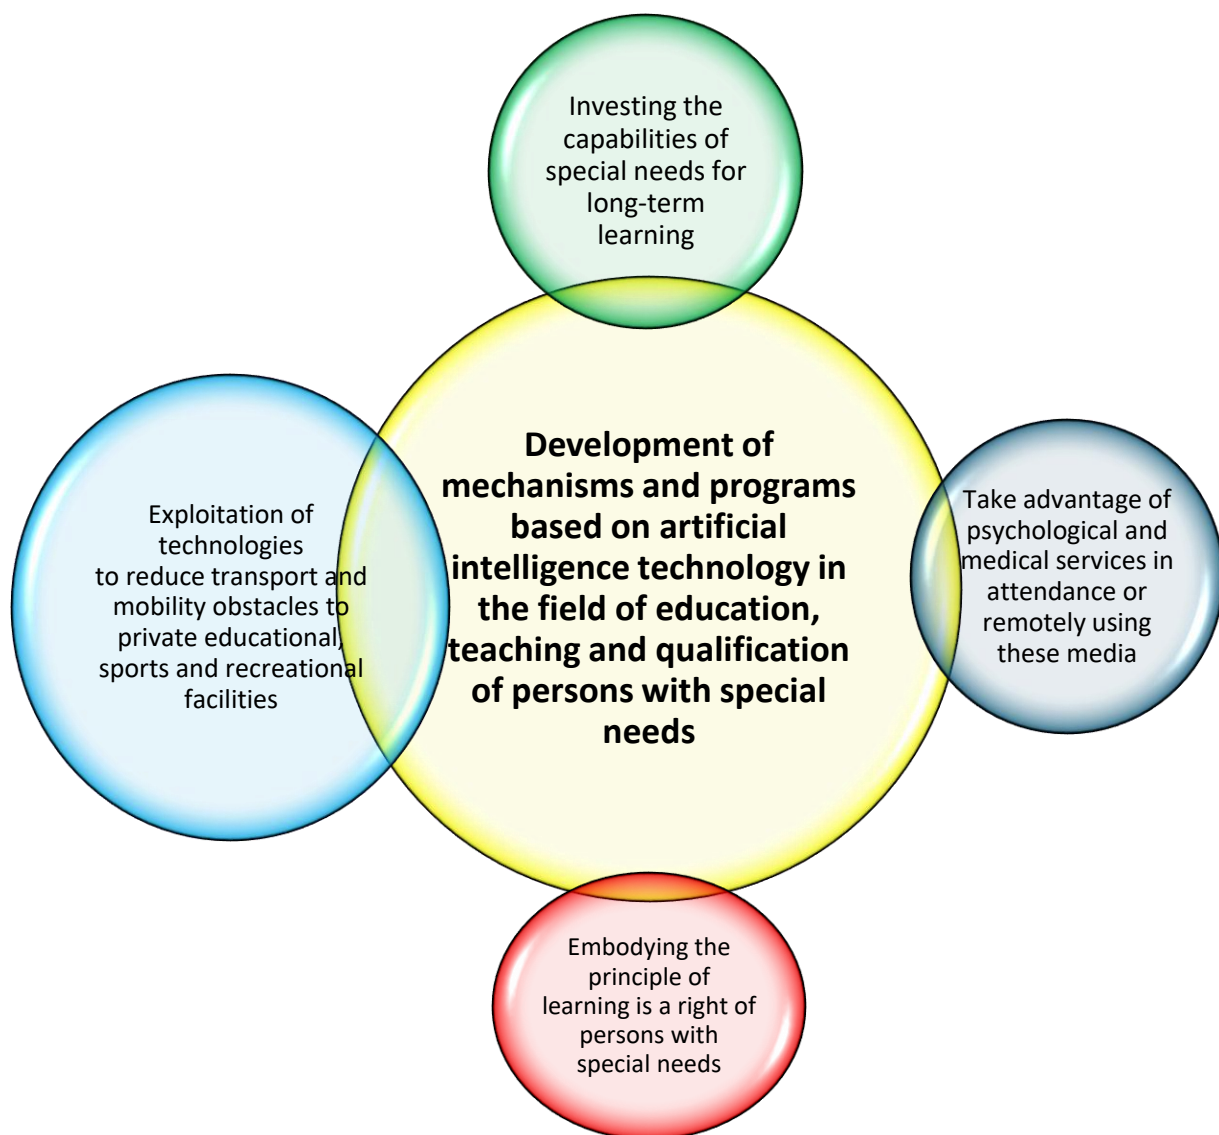 Investing the
capabilities of
special needs for
long-term
learning
Exploitation of
technologies
to reduce transport and
mobility obstacles to
private educational,
sports and recreational
facilities
Development of
mechanisms and programs
based on artificial
intelligence technology in
the field of education,
teaching and qualification
of persons with special
needs
Take advantage of
psychological and
medical services in
attendance or
remotely using
these media
Embodying the
principle of
learning is a right of
persons with
special needs